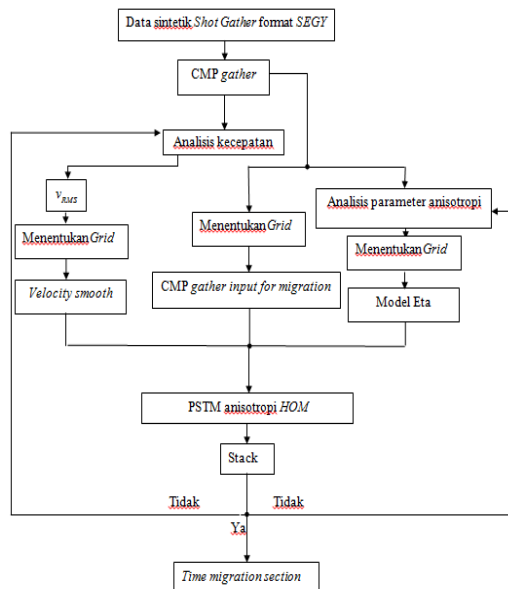 Data sintetik Shot Gather format SEGY
CMP gather
Analisis kecepatan
VRMS
Menentukan Grid
Analisis parameter anisotropi
Menentukan Grid
Menentukan Grid
Velocity smooth
CMP gather input for migration
Model Eta
PSTM anisotropi HOM
Stack
Tidak
Tidak
Ya
Time migration section